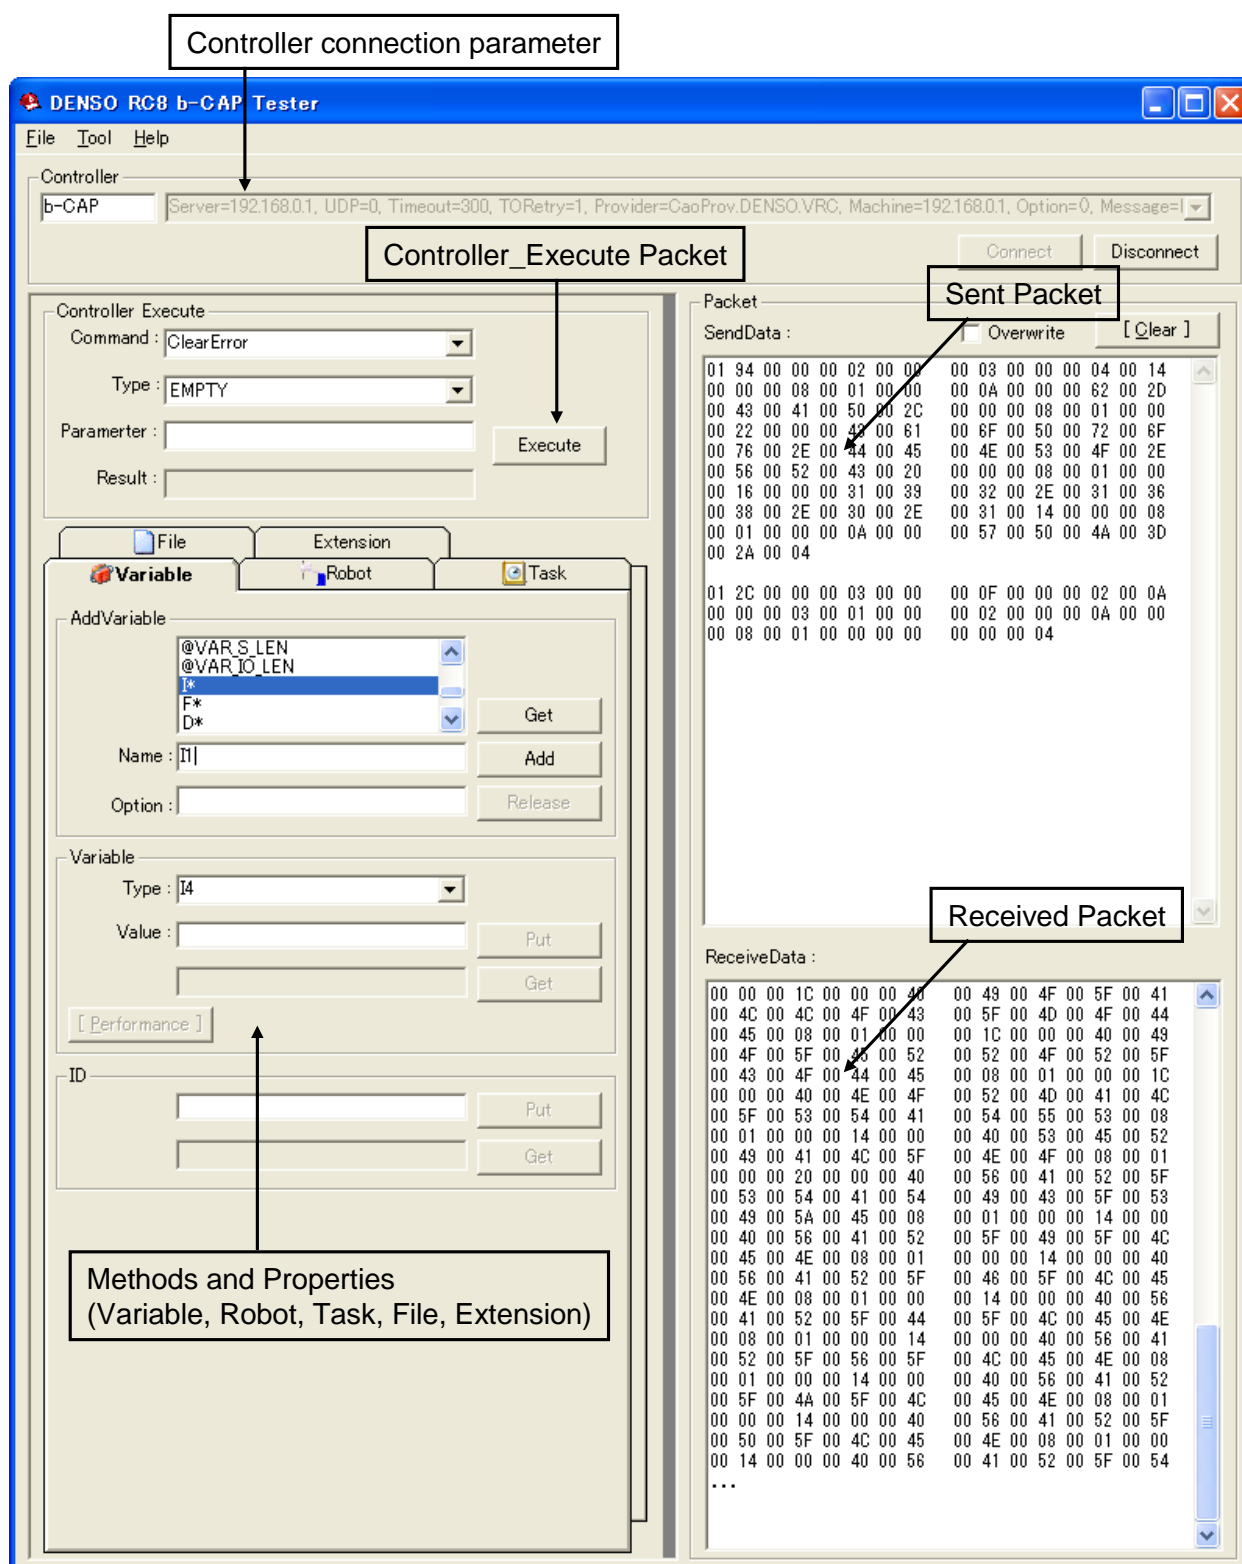 Controller connection parameter
DENSO RC8 b-CAP Tester
File Tool Help
Controller
b-CAP Server=192.168.0.1, UDP=0, Timeout=300, TORetry=1, Provider=CaoProv.DENSO.VRC, Machine=192.168.0.1, Option=0, Message=
Controller_Execute Packet
Connect Disconnect
Controller Execute
Command : ClearError
Type : EMPTY
Paramerter :
Execute
Result :
File Extension
Variable Robot Task
AddVariable
@VAR_S_LEN
@VAR_IO_LEN
I*
F*
D*
Get
Name : I1
Add
Option :
Release
Variable
Type : I4
Value :
Put
Get
[ Performance ]
ID
Put
Get
Methods and Properties
(Variable, Robot, Task, File, Extension)
Packet
Sent Packet
SendData : Overwrite [ Clear ]
01 94 00 00 00 02 00 00 00 03 00 00 00 04 00 14
00 00 00 08 00 01 00 00 00 0A 00 00 00 62 00 2D
00 43 00 41 00 50 00 2C 00 00 00 08 00 01 00 00
00 22 00 00 00 43 00 61 00 6F 00 50 00 72 00 6F
00 76 00 2E 00 44 00 45 00 4E 00 53 00 4F 00 2E
00 56 00 52 00 43 00 20 00 00 00 08 00 01 00 00
00 16 00 00 00 31 00 39 00 32 00 2E 00 31 00 36
00 38 00 2E 00 30 00 2E 00 31 00 14 00 00 00 08
00 01 00 00 00 0A 00 00 00 57 00 50 00 4A 00 3D
00 2A 00 04
01 2C 00 00 00 03 00 00 00 0F 00 00 00 02 00 0A
00 00 00 03 00 01 00 00 00 02 00 00 00 0A 00 00
00 08 00 01 00 00 00 00 00 00 00 04
Received Packet
ReceiveData :
00 00 00 1C 00 00 00 40 00 49 00 4F 00 5F 00 41
00 4C 00 4C 00 4F 00 43 00 5F 00 4D 00 4F 00 44
00 45 00 08 00 01 00 00 00 1C 00 00 00 40 00 49
00 4F 00 5F 00 45 00 52 00 52 00 4F 00 52 00 5F
00 43 00 4F 00 44 00 45 00 08 00 01 00 00 00 1C
00 00 00 40 00 4E 00 4F 00 52 00 4D 00 41 00 4C
00 5F 00 53 00 54 00 41 00 54 00 55 00 53 00 08
00 01 00 00 00 14 00 00 00 40 00 53 00 45 00 52
00 49 00 41 00 4C 00 5F 00 4E 00 4F 00 08 00 01
00 00 00 20 00 00 00 40 00 56 00 41 00 52 00 5F
00 53 00 54 00 41 00 54 00 49 00 43 00 5F 00 53
00 49 00 5A 00 45 00 08 00 01 00 00 00 14 00 00
00 40 00 56 00 41 00 52 00 5F 00 49 00 5F 00 4C
00 45 00 4E 00 08 00 01 00 00 00 14 00 00 00 40
00 56 00 41 00 52 00 5F 00 46 00 5F 00 4C 00 45
00 4E 00 08 00 01 00 00 00 14 00 00 00 40 00 56
00 41 00 52 00 5F 00 44 00 5F 00 4C 00 45 00 4E
00 08 00 01 00 00 00 14 00 00 00 40 00 56 00 41
00 52 00 5F 00 56 00 5F 00 4C 00 45 00 4E 00 08
00 01 00 00 00 14 00 00 00 40 00 56 00 41 00 52
00 5F 00 4A 00 5F 00 4C 00 45 00 4E 00 08 00 01
00 00 00 14 00 00 00 40 00 56 00 41 00 52 00 5F
00 50 00 5F 00 4C 00 45 00 4E 00 08 00 01 00 00
00 14 00 00 00 40 00 56 00 41 00 52 00 5F 00 54
...